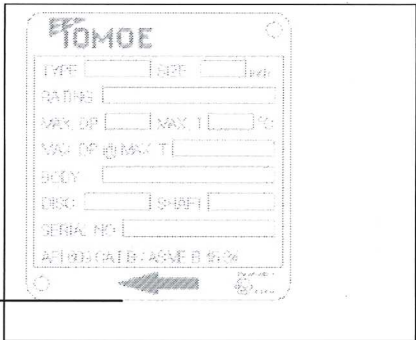 TOMOE
TYPE SIZE mm
RATING
MAX DP MAX T °C
MAX DP @ MAX T
BODY
DISC SHAFT
SERIAL NO
API 609 CAT B / ASME B 16.34